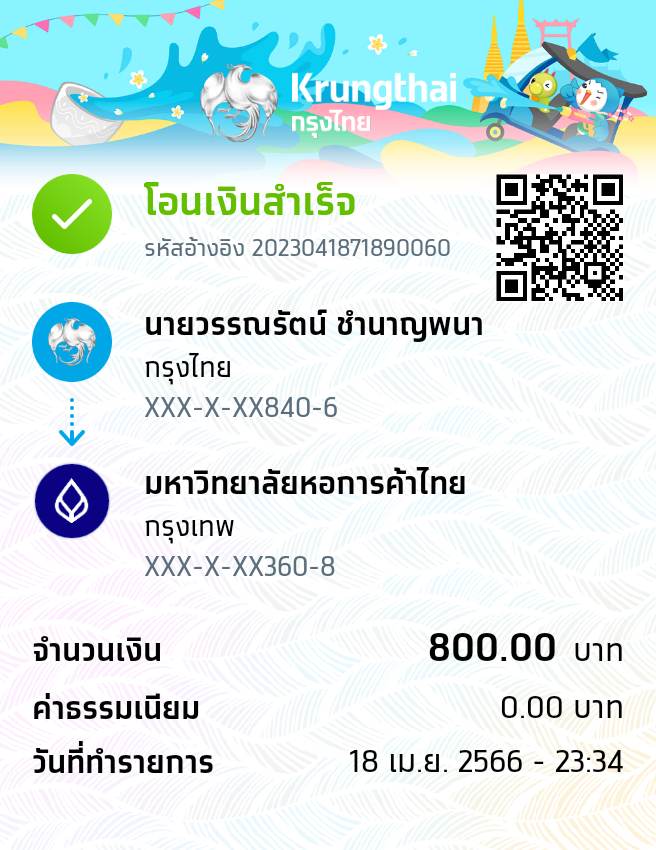 Krungthai
กรุงไทย
โอนเงินสำเร็จ
รหัสอ้างอิง 2023041871890060
นายวรรณรัตน์ ชำนาญพนา
กรุงไทย
XXX-X-XX840-6
มหาวิทยาลัยหอการค้าไทย
กรุงเทพ
XXX-X-XX360-8
จำนวนเงิน 800.00 บาท
ค่าธรรมเนียม 0.00 บาท
วันที่ทำรายการ 18 เม.ย. 2566 - 23:34